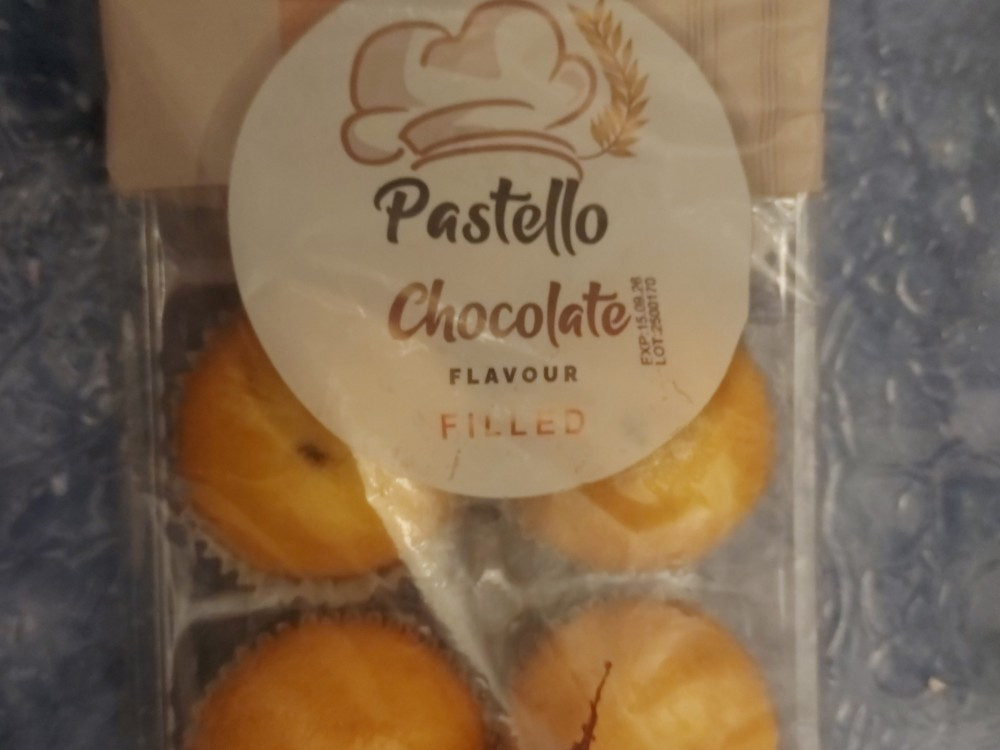 Pastello
Chocolate
FLAVOUR
FILLED
EXP:15.09.26
LOT:2500170